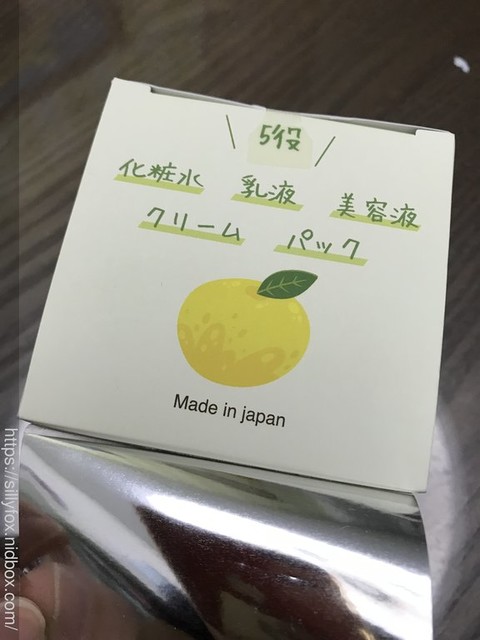 5役
化粧水 乳液 美容液
クリーム パック
Made in japan
https://sillyfox.nidbox.com/